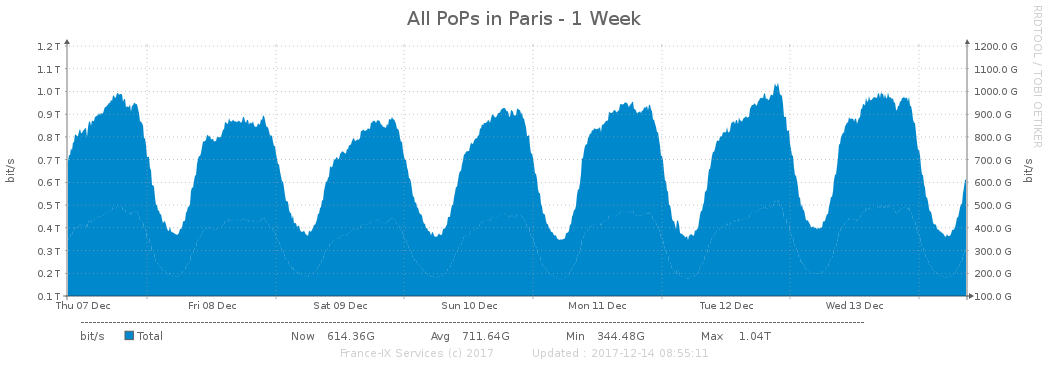 All PoPs in Paris - 1 Week
RRDTOOL / TOBI OETIKER
bit/s
1.2 T
1.1 T
1.0 T
0.9 T
0.8 T
0.7 T
0.6 T
0.5 T
0.4 T
0.3 T
0.2 T
0.1 T
1200.0 G
1100.0 G
1000.0 G
900.0 G
800.0 G
700.0 G
600.0 G
500.0 G
400.0 G
300.0 G
200.0 G
100.0 G
bit/s
Thu 07 Dec Fri 08 Dec Sat 09 Dec Sun 10 Dec Mon 11 Dec Tue 12 Dec Wed 13 Dec
bit/s Total Now 614.36G Avg 711.64G Min 344.48G Max 1.04T
France-IX Services (c) 2017 Updated : 2017-12-14 08:55:11